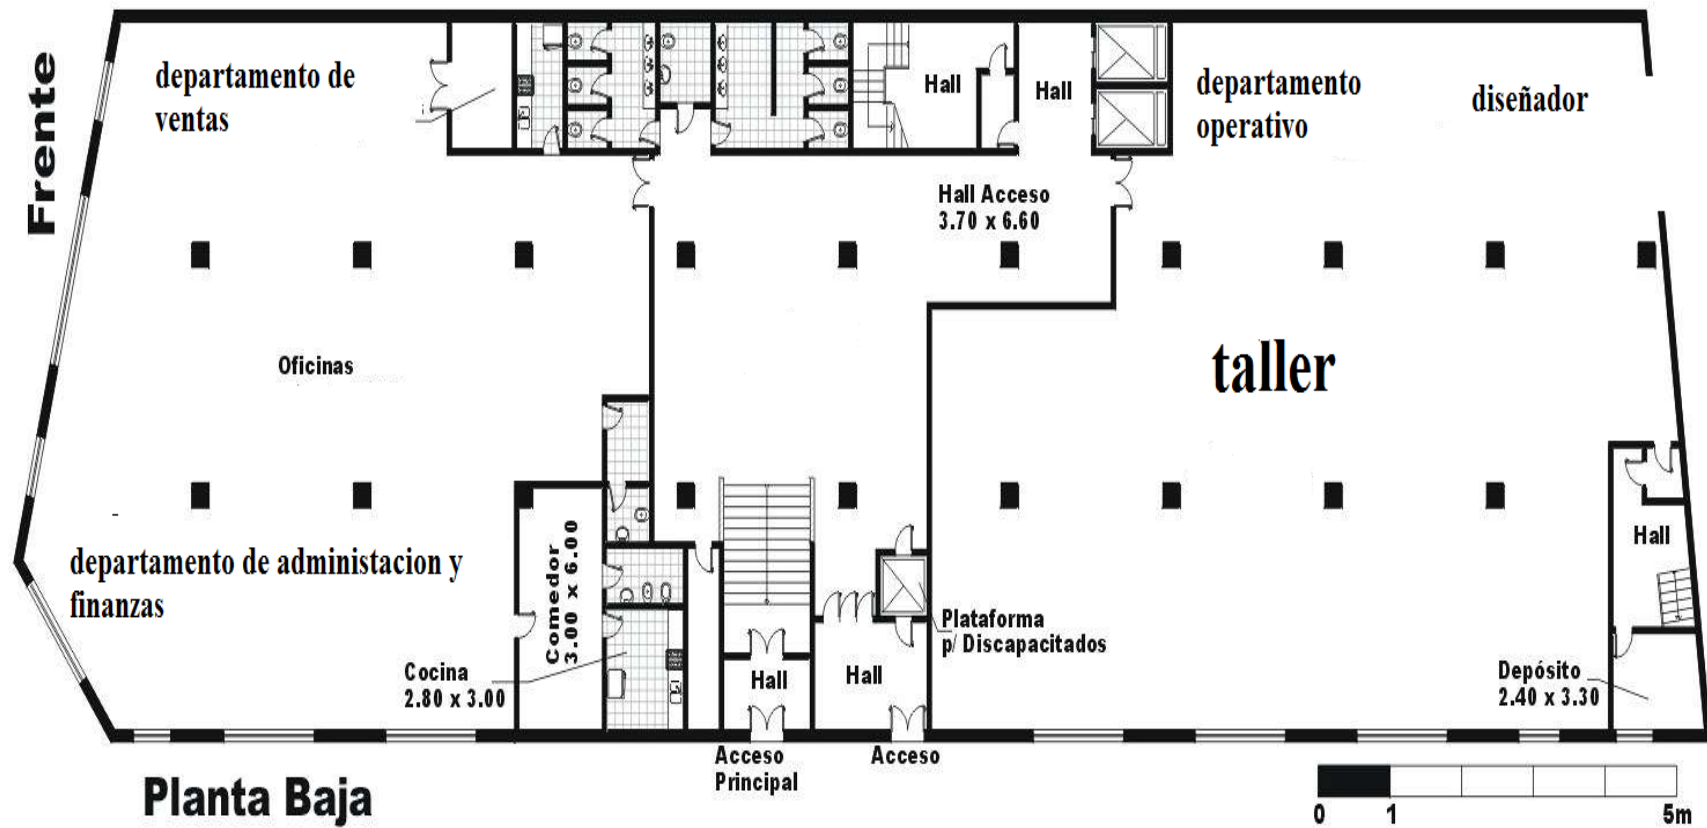 Frente
departamento de
ventas
Hall
Hall
departamento
operativo
diseñador
Hall Acceso
3.70 x 6.60
Oficinas
taller
departamento de administacion y
finanzas
Comedor
3.00 x 6.00
Cocina
2.80 x 3.00
Hall
Hall
Plataforma
p/ Discapacitados
Hall
Depósito
2.40 x 3.30
Acceso
Principal
Acceso
Planta Baja
0 1 5m